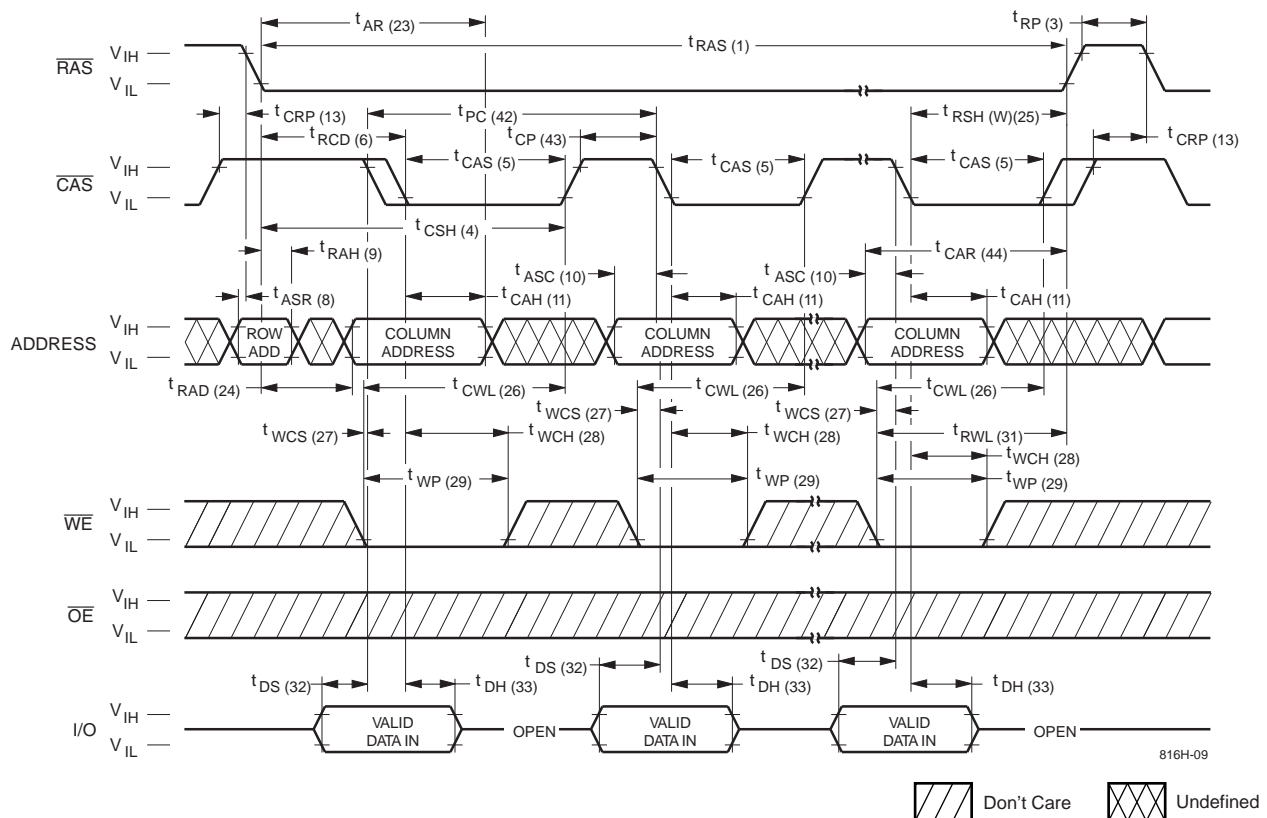 t AR (23)
t RP (3)
t RAS (1)
RAS
V IH
V IL
t CRP (13)
t PC (42)
t RSH (W)(25)
t RCD (6)
t CP (43)
t CRP (13)
t CAS (5)
t CAS (5)
t CAS (5)
CAS
V IH
V IL
t CSH (4)
t RAH (9)
t CAR (44)
t ASC (10)
t ASC (10)
t ASR (8)
t CAH (11)
t CAH (11)
t CAH (11)
ADDRESS
V IH
V IL
ROW ADD
COLUMN ADDRESS
COLUMN ADDRESS
COLUMN ADDRESS
t RAD (24)
t CWL (26)
t CWL (26)
t CWL (26)
t WCS (27)
t WCS (27)
t WCS (27)
t WCH (28)
t WCH (28)
t RWL (31)
t WCH (28)
t WP (29)
t WP (29)
t WP (29)
WE
V IH
V IL
OE
V IH
V IL
t DS (32)
t DS (32)
t DS (32)
t DH (33)
t DH (33)
t DH (33)
I/O
V IH
V IL
VALID DATA IN
OPEN
VALID DATA IN
VALID DATA IN
OPEN
816H-09
Don't Care
Undefined